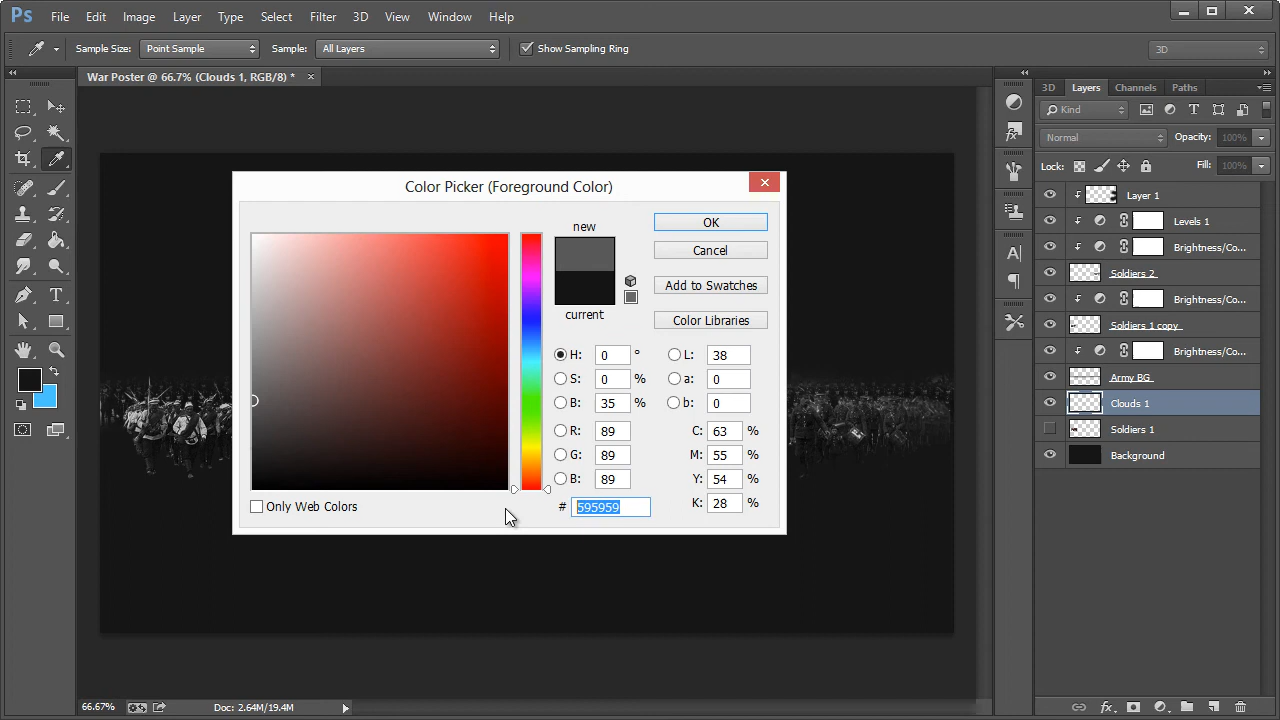 Ps File Edit Image Layer Type Select Filter 3D View Window Help
Sample Size: Point Sample Sample: All Layers Show Sampling Ring 3D
War Poster @ 66.7% (Clouds 1, RGB/8) * ×
3D Layers Channels Paths
Kind
Normal Opacity: 100%
Lock: Fill: 100%
Layer 1
Levels 1
Brightness/Co...
Soldiers 2
Brightness/Co...
Soldiers 1 copy
Brightness/Co...
Army BG
Clouds 1
Soldiers 1
Background
Color Picker (Foreground Color)
new
current
OK
Cancel
Add to Swatches
Color Libraries
H: 0 ° L: 38
S: 0 % a: 0
B: 35 % b: 0
R: 89 C: 63 %
G: 89 M: 55 %
B: 89 Y: 54 %
# 595959 K: 28 %
Only Web Colors
66.67% Doc: 2.64M/19.4M